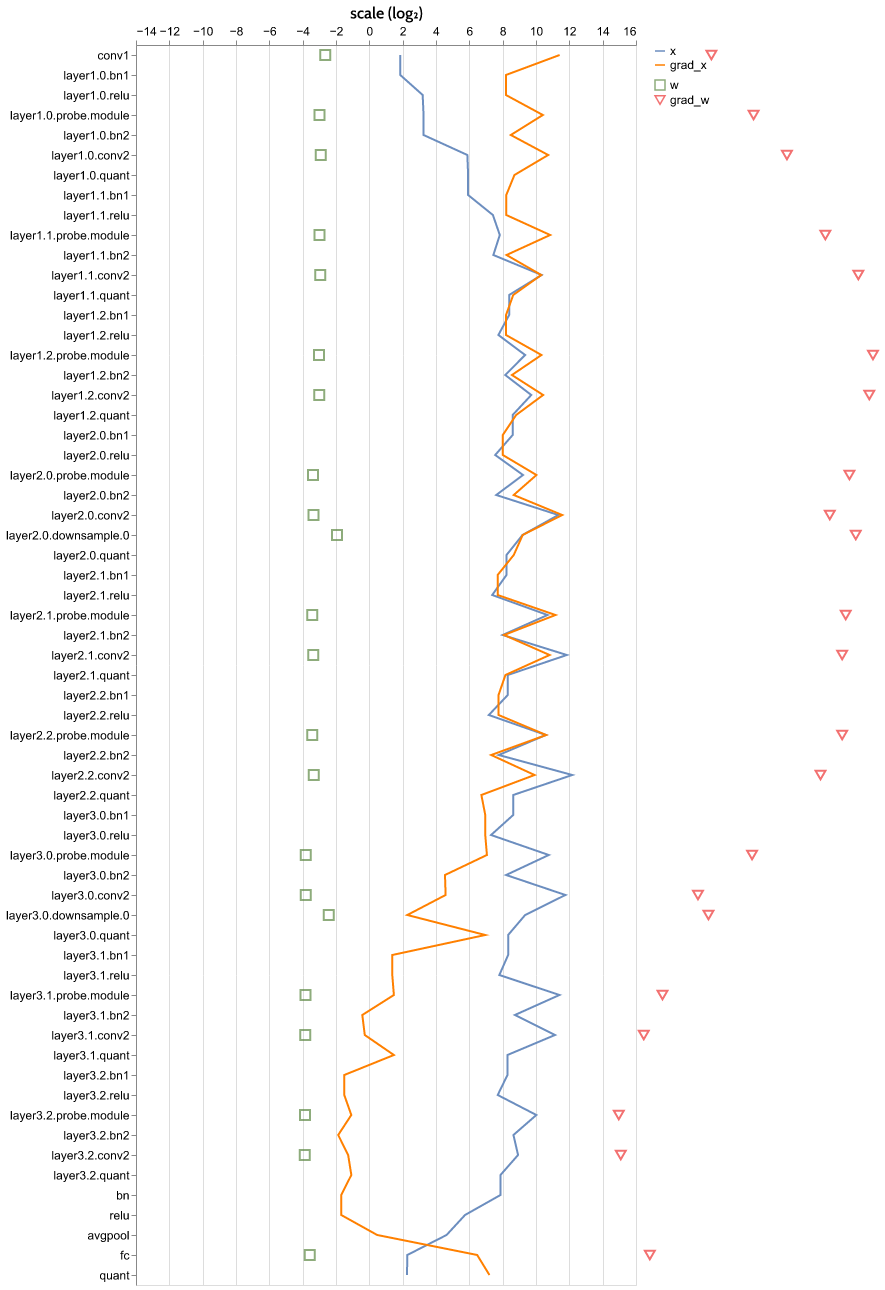 scale (log₂)
−14 −12 −10 −8 −6 −4 −2 0 2 4 6 8 10 12 14 16
x
grad_x
w
grad_w
conv1
layer1.0.bn1
layer1.0.relu
layer1.0.probe.module
layer1.0.bn2
layer1.0.conv2
layer1.0.quant
layer1.1.bn1
layer1.1.relu
layer1.1.probe.module
layer1.1.bn2
layer1.1.conv2
layer1.1.quant
layer1.2.bn1
layer1.2.relu
layer1.2.probe.module
layer1.2.bn2
layer1.2.conv2
layer1.2.quant
layer2.0.bn1
layer2.0.relu
layer2.0.probe.module
layer2.0.bn2
layer2.0.conv2
layer2.0.downsample.0
layer2.0.quant
layer2.1.bn1
layer2.1.relu
layer2.1.probe.module
layer2.1.bn2
layer2.1.conv2
layer2.1.quant
layer2.2.bn1
layer2.2.relu
layer2.2.probe.module
layer2.2.bn2
layer2.2.conv2
layer2.2.quant
layer3.0.bn1
layer3.0.relu
layer3.0.probe.module
layer3.0.bn2
layer3.0.conv2
layer3.0.downsample.0
layer3.0.quant
layer3.1.bn1
layer3.1.relu
layer3.1.probe.module
layer3.1.bn2
layer3.1.conv2
layer3.1.quant
layer3.2.bn1
layer3.2.relu
layer3.2.probe.module
layer3.2.bn2
layer3.2.conv2
layer3.2.quant
bn
relu
avgpool
fc
quant